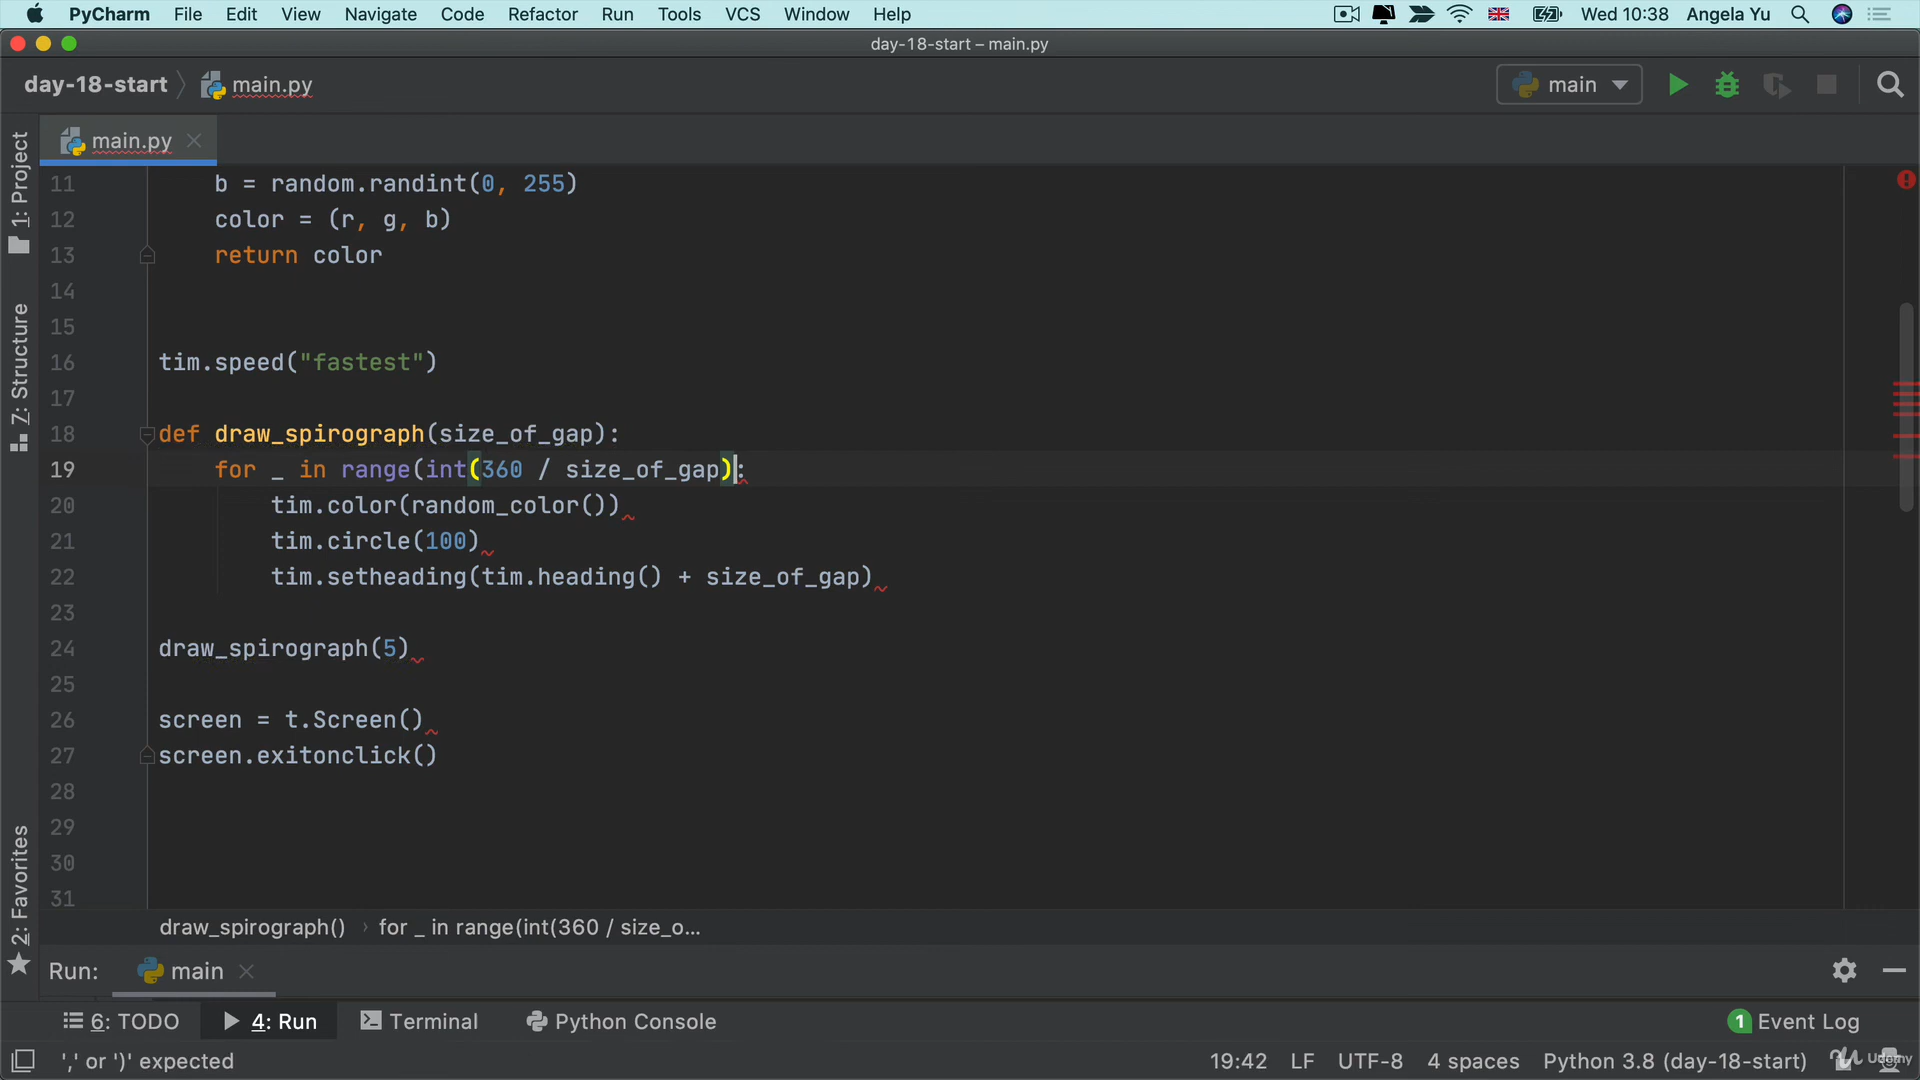 PyCharm File Edit View Navigate Code Refactor Run Tools VCS Window Help Wed 10:38 Angela Yu
day-18-start – main.py
day-18-start main.py main
main.py
1: Project
7: Structure
2: Favorites
11 b = random.randint(0, 255)
12 color = (r, g, b)
13 return color
14
15
16 tim.speed("fastest")
17
18 def draw_spirograph(size_of_gap):
19 for _ in range(int(360 / size_of_gap):
20 tim.color(random_color())
21 tim.circle(100)
22 tim.setheading(tim.heading() + size_of_gap)
23
24 draw_spirograph(5)
25
26 screen = t.Screen()
27 screen.exitonclick()
28
29
30
31
draw_spirograph() › for _ in range(int(360 / size_o...
Run: main
6: TODO 4: Run Terminal Python Console 1 Event Log
',' or ')' expected 19:42 LF UTF-8 4 spaces Python 3.8 (day-18-start) Udemy